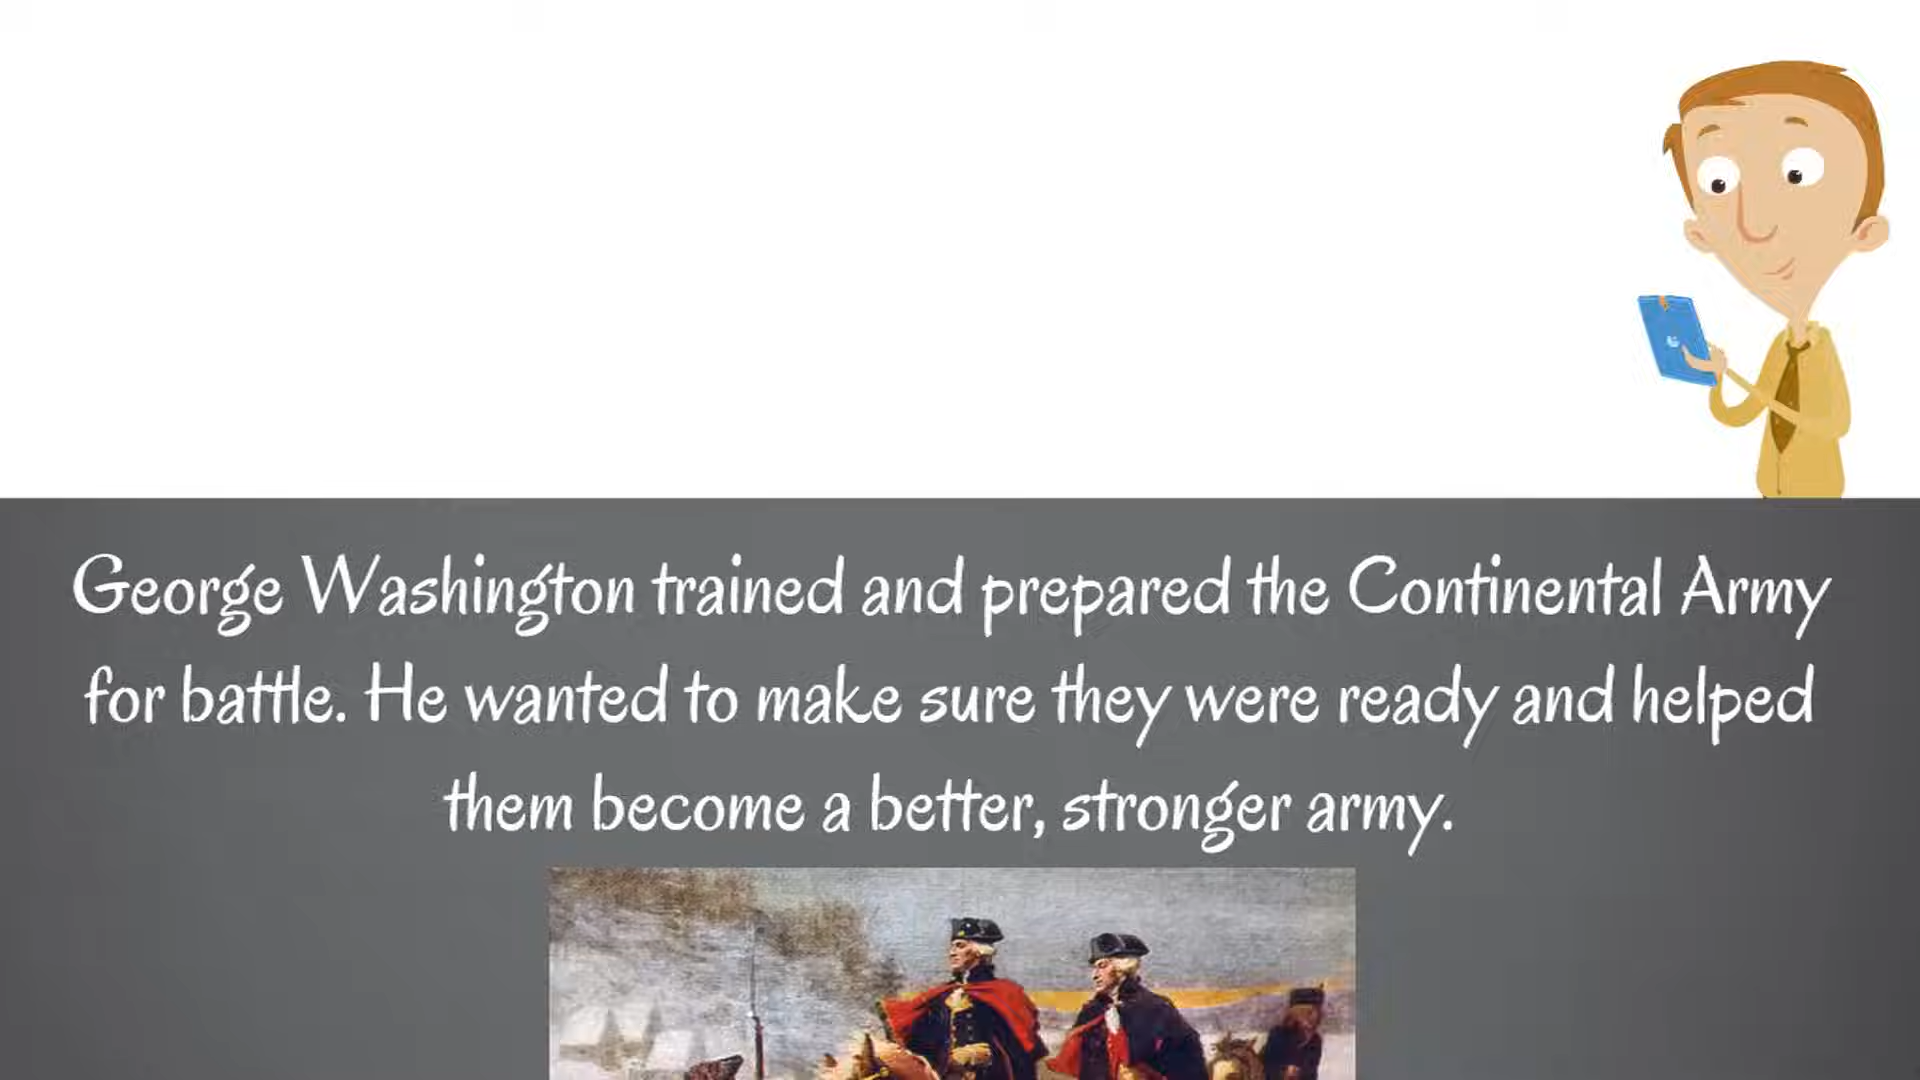 George Washington trained and prepared the Continental Army
for battle. He wanted to make sure they were ready and helped
them become a better, stronger army.